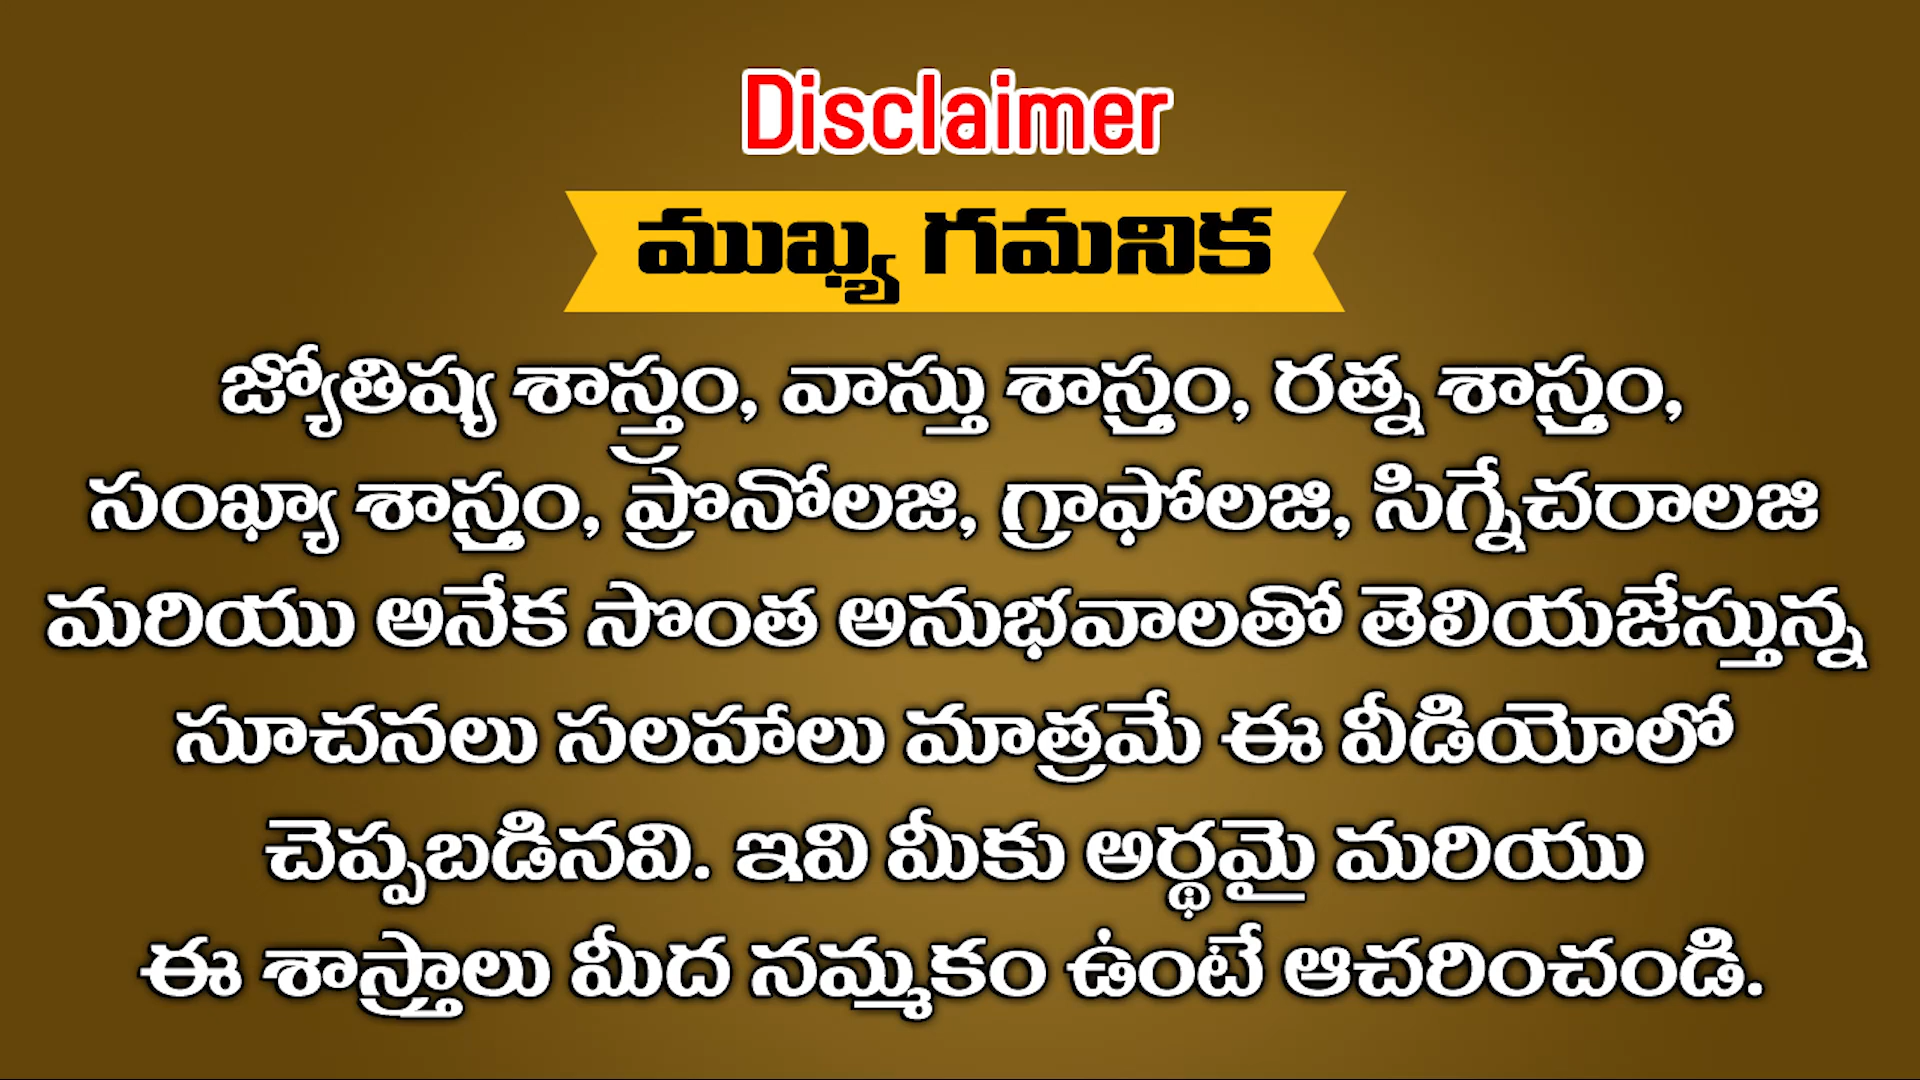 Disclaimer
ముఖ్య గమనిక
జ్యోతిష్య శాస్త్రం, వాస్తు శాస్త్రం, రత్న శాస్త్రం,
సంఖ్యా శాస్త్రం, ప్రొనోలజి, గ్రాఫోలజి, సిగ్నేచరాలజి
మరియు అనేక సొంత అనుభవాలతో తెలియజేస్తున్న
సూచనలు సలహాలు మాత్రమే ఈ వీడియోలో
చెప్పబడినవి. ఇవి మీకు అర్థమై మరియు
ఈ శాస్త్రాలు మీద నమ్మకం ఉంటే ఆచరించండి.